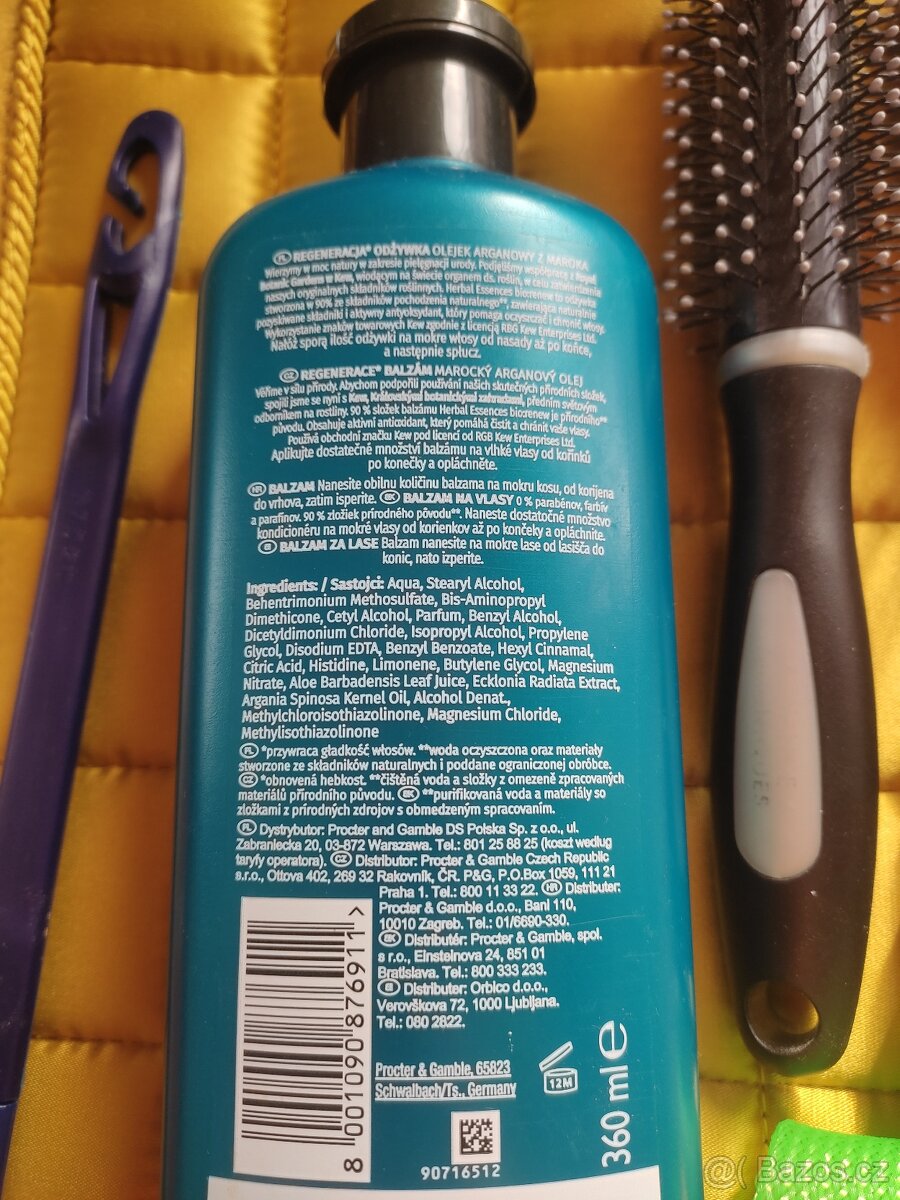 PL REGENERACJA* ODŻYWKA OLEJEK ARGANOWY Z MAROKA
Wierzymy w moc natury w zakresie pielęgnacji urody. Podjęliśmy współpracę z Royal
Botanic Gardens w Kew, wiodącym na świecie organem ds. roślin, w celu zatwierdzenia
naszych oryginalnych składników roślinnych. Herbal Essences bio:renew to odżywka
stworzona w 90% ze składników pochodzenia naturalnego**, zawierająca naturalnie
pozyskiwane składniki i aktywny antyoksydant, który pomaga oczyszczać i chronić włosy.
Wykorzystanie znaków towarowych Kew zgodnie z licencją RBG Kew Enterprises Ltd.
Nałóż sporą ilość odżywki na mokre włosy od nasady aż po końce,
a następnie spłucz.
CZ REGENERACE* BALZÁM MAROCKÝ ARGANOVÝ OLEJ
Věříme v sílu přírody. Abychom podpořili používání našich skutečných přírodních složek,
spojili jsme se nyní s Kew, Královskými botanickými zahradami, předním světovým
odborníkem na rostliny. 90 % složek balzámu Herbal Essences bio:renew je přírodního**
původu. Obsahuje aktivní antioxidant, který pomáhá čistit a chránit vaše vlasy.
Používá obchodní značku Kew pod licencí od RGB Kew Enterprises Ltd.
Aplikujte dostatečné množství balzámu na vlhké vlasy od kořínků
po konečky a opláchněte.
HR BALZAM Nanesite obilnu količinu balzama na mokru kosu, od korijena
do vrhova, zatim isperite. SK BALZAM NA VLASY 0 % parabénov, farbív
a parafínov. 90 % zložiek prírodného pôvodu**. Naneste dostatočné množstvo
kondicionéru na mokré vlasy od korienkov až po končeky a opláchnite.
SI BALZAM ZA LASE Balzam nanesite na mokre lase od lasišča do
konic, nato izperite.
Ingredients: / Sastojci: Aqua, Stearyl Alcohol,
Behentrimonium Methosulfate, Bis-Aminopropyl
Dimethicone, Cetyl Alcohol, Parfum, Benzyl Alcohol,
Dicetyldimonium Chloride, Isopropyl Alcohol, Propylene
Glycol, Disodium EDTA, Benzyl Benzoate, Hexyl Cinnamal,
Citric Acid, Histidine, Limonene, Butylene Glycol, Magnesium
Nitrate, Aloe Barbadensis Leaf Juice, Ecklonia Radiata Extract,
Argania Spinosa Kernel Oil, Alcohol Denat.,
Methylchloroisothiazolinone, Magnesium Chloride,
Methylisothiazolinone
PL *przywraca gładkość włosów. **woda oczyszczona oraz materiały
stworzone ze składników naturalnych i poddane ograniczonej obróbce.
CZ *obnovená hebkost. **čištěná voda a složky z omezeně zpracovaných
materiálů přírodního původu. SK **purifikovaná voda a materiály so
zložkami z prírodných zdrojov s obmedzeným spracovaním.
PL Dystrybutor: Procter and Gamble DS Polska Sp. z o.o., ul.
Zabraniecka 20, 03-872 Warszawa. Tel.: 801 25 88 25 (koszt według
taryfy operatora). CZ Distributor: Procter & Gamble Czech Republic
s.r.o., Ottova 402, 269 32 Rakovník, ČR. P&G, P.O.Box 1059, 111 21
Praha 1. Tel.: 800 11 33 22. HR Distributer:
Procter & Gamble d.o.o., Bani 110,
10010 Zagreb. Tel.: 01/6690-330.
SK Distributér: Procter & Gamble, spol.
s r.o., Einsteinova 24, 851 01
Bratislava. Tel.: 800 333 233.
SI Distributer: Orbico d.o.o.,
Verovškova 72, 1000 Ljubljana.
Tel.: 080 2822.
8 001090 876911 >
Procter & Gamble, 65823
Schwalbach/Ts., Germany
12M
360 ml e
90716512
Bazos.cz